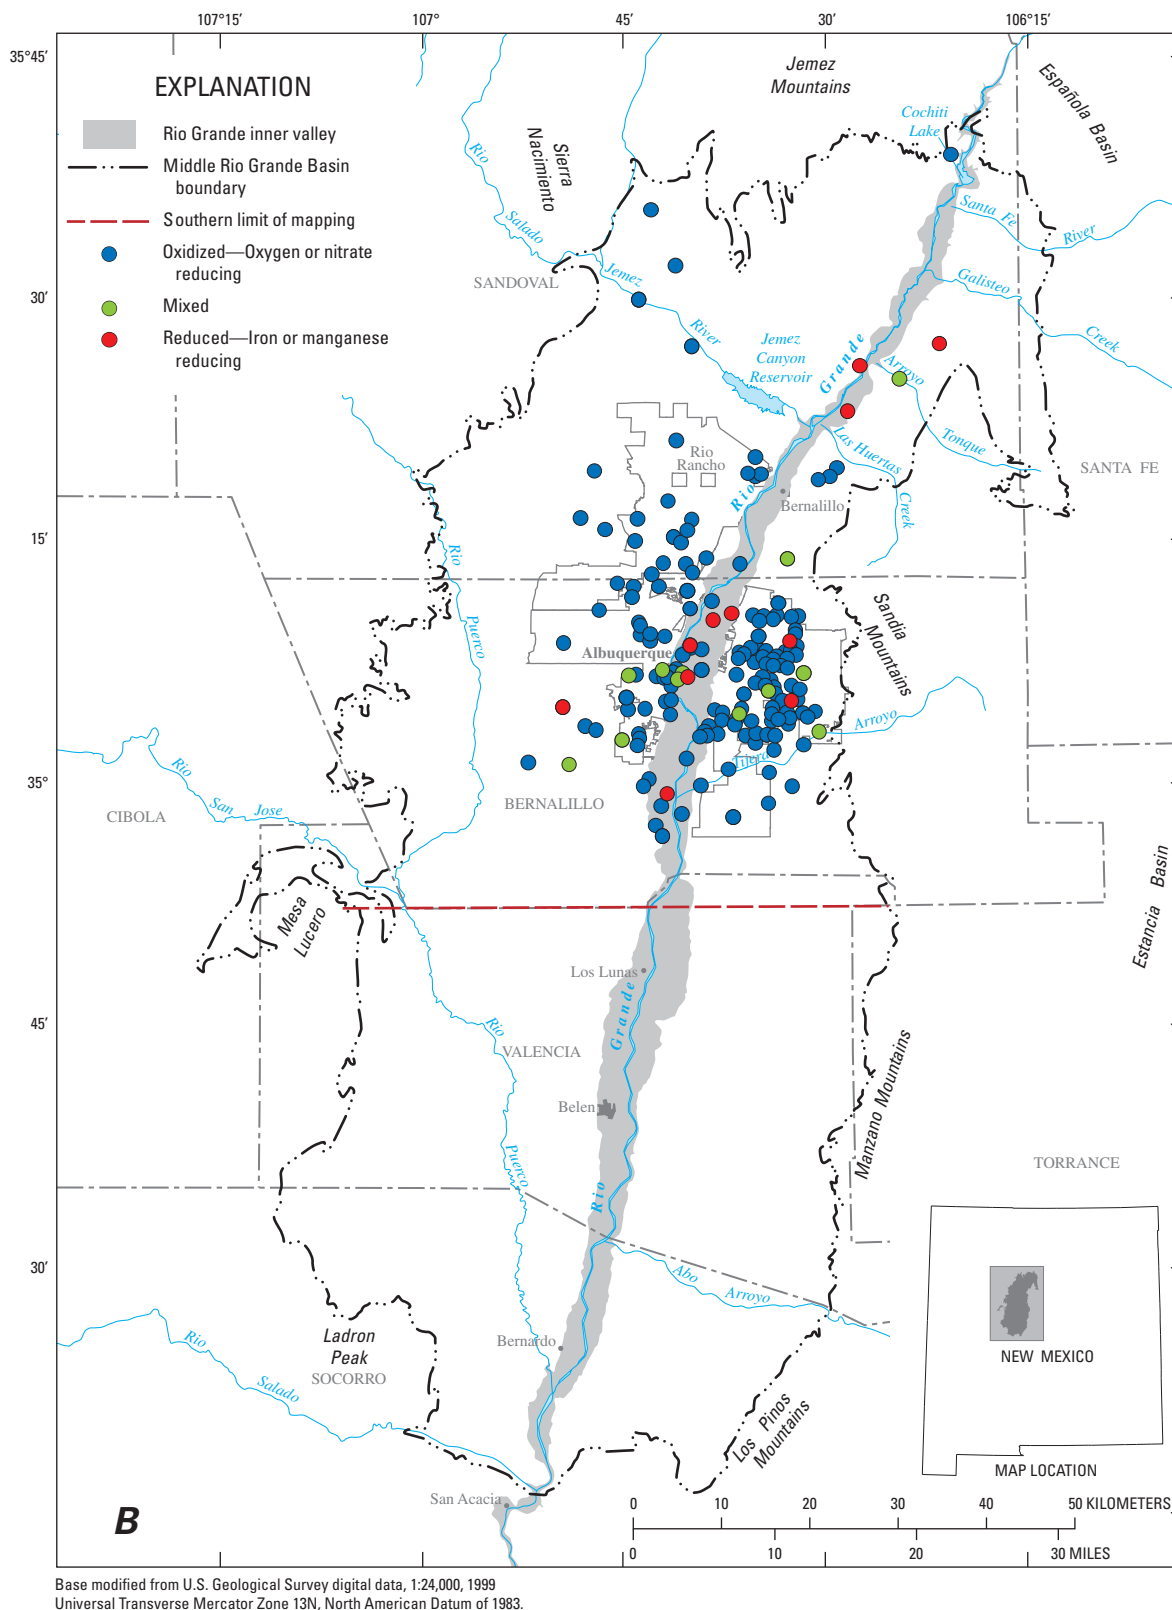 107°15'
107°
45'
30'
106°15'
35°45'
30'
15'
35°
45'
30'
EXPLANATION
Rio Grande inner valley
Middle Rio Grande Basin
boundary
Southern limit of mapping
Oxidized—Oxygen or nitrate
reducing
Mixed
Reduced—Iron or manganese
reducing
Jemez
Mountains
Española Basin
Cochiti
Lake
Sierra
Nacimiento
Rio
Salado
Santa Fe
River
SANDOVAL
Jemez
River
Galisteo
Creek
Jemez
Canyon
Reservoir
Grande
Arroyo
Tonque
Las Huertas
Creek
SANTA FE
Rio
Rancho
Rio
Bernalillo
Rio
Puerco
Sandia
Mountains
Albuquerque
Arroyo
Tijera
Rio
San Jose
CIBOLA
BERNALILLO
Mesa
Lucero
Estancia Basin
Los Lunas
Grande
Rio
VALENCIA
Belen
Manzano Mountains
Puerco
TORRANCE
Rio
Abo
Arroyo
Rio
Salado
Ladron
Peak
SOCORRO
Bernardo
Los Pinos
Mountains
San Acacia
NEW MEXICO
MAP LOCATION
0 10 20 30 40 50 KILOMETERS
0 10 20 30 MILES
B
Base modified from U.S. Geological Survey digital data, 1:24,000, 1999
Universal Transverse Mercator Zone 13N, North American Datum of 1983.